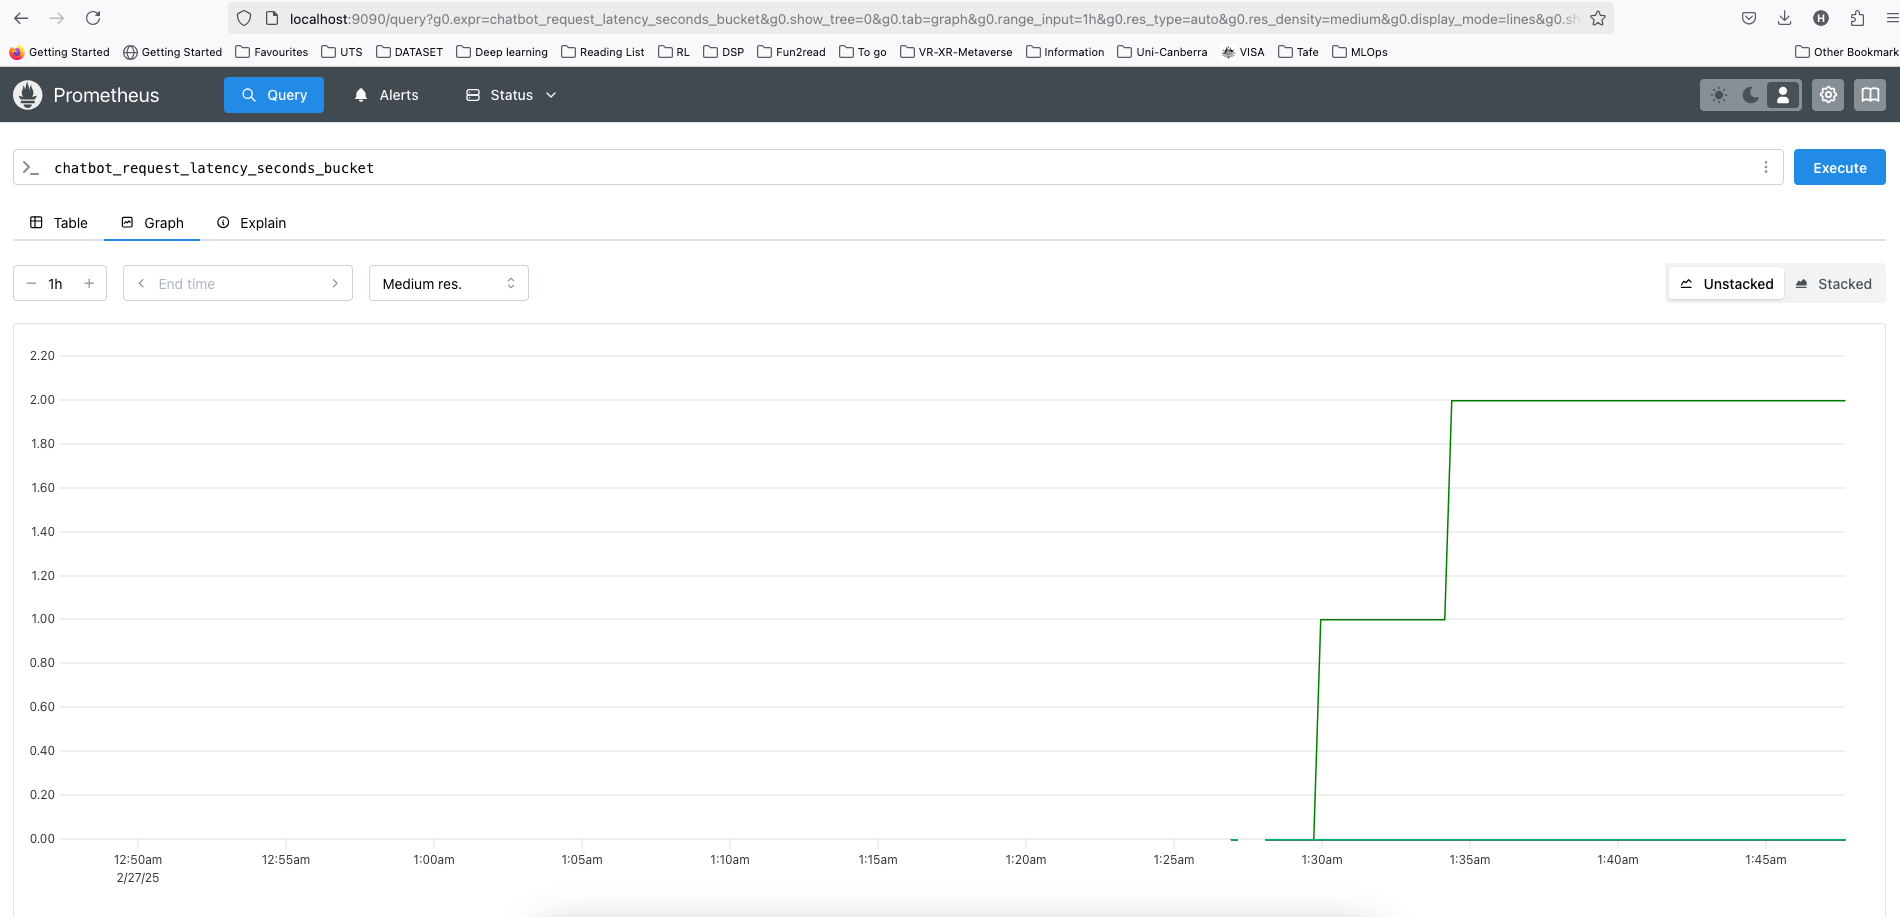 localhost:9090/query?g0.expr=chatbot_request_latency_seconds_bucket&g0.show_tree=0&g0.tab=graph&g0.range_input=1h&g0.res_type=auto&g0.res_density=medium&g0.display_mode=lines&g0.sh
Getting Started Getting Started Favourites UTS DATASET Deep learning Reading List RL DSP Fun2read To go VR-XR-Metaverse Information Uni-Canberra VISA Tafe MLOps Other Bookmark
Prometheus Query Alerts Status
H
chatbot_request_latency_seconds_bucket Execute
Table Graph Explain
1h End time Medium res. Unstacked Stacked
2.20
2.00
1.80
1.60
1.40
1.20
1.00
0.80
0.60
0.40
0.20
0.00
12:50am 12:55am 1:00am 1:05am 1:10am 1:15am 1:20am 1:25am 1:30am 1:35am 1:40am 1:45am
2/27/25